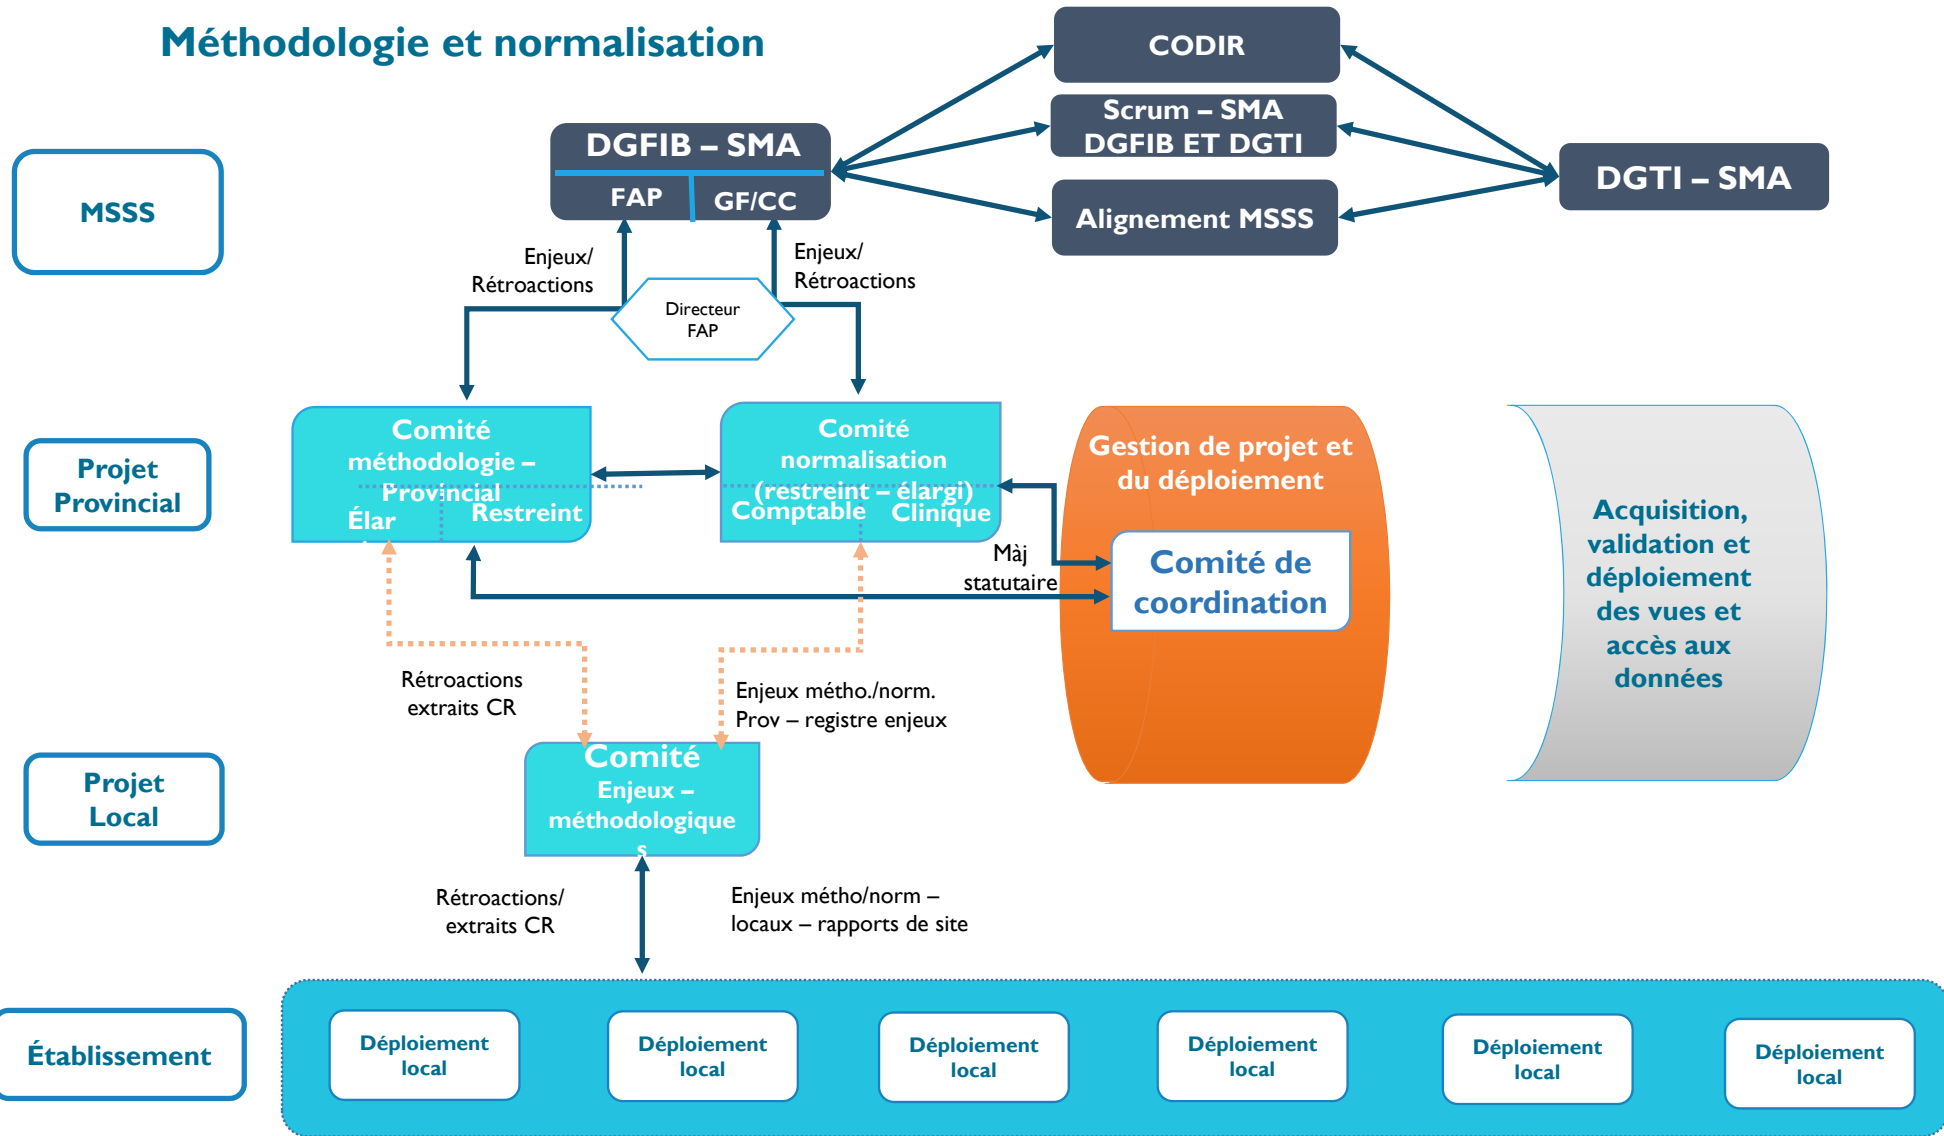 Méthodologie et normalisation
CODIR
Scrum – SMA
DGFIB ET DGTI
Alignement MSSS
DGFIB – SMA
FAP
GF/CC
DGTI – SMA
MSSS
Enjeux/
Rétroactions
Enjeux/
Rétroactions
Directeur
FAP
Projet
Provincial
Comité
méthodologie –
Provincial
Élar
Restreint
Comité
normalisation
(restreint – élargi)
Comptable
Clinique
Gestion de projet et
du déploiement
Comité de
coordination
Màj
statutaire
Acquisition,
validation et
déploiement
des vues et
accès aux
données
Rétroactions
extraits CR
Enjeux métho./norm.
Prov – registre enjeux
Projet
Local
Comité
Enjeux –
méthodologique
s
Rétroactions/
extraits CR
Enjeux métho/norm –
locaux – rapports de site
Établissement
Déploiement
local
Déploiement
local
Déploiement
local
Déploiement
local
Déploiement
local
Déploiement
local